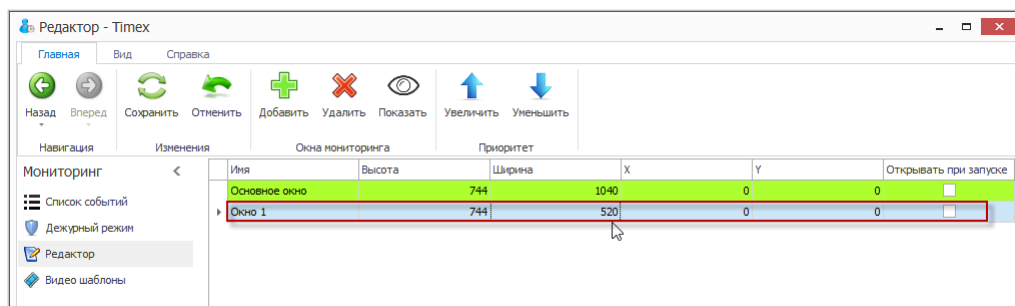 Редактор - Timex
Главная Вид Справка
Назад Вперед Сохранить Отменить Добавить Удалить Показать Увеличить Уменьшить
Навигация Изменения Окна мониторинга Приоритет
Мониторинг
Имя Высота Ширина X Y Открывать при запуске
Основное окно 744 1040 0 0
Окно 1 744 520 0 0
Список событий
Дежурный режим
Редактор
Видео шаблоны